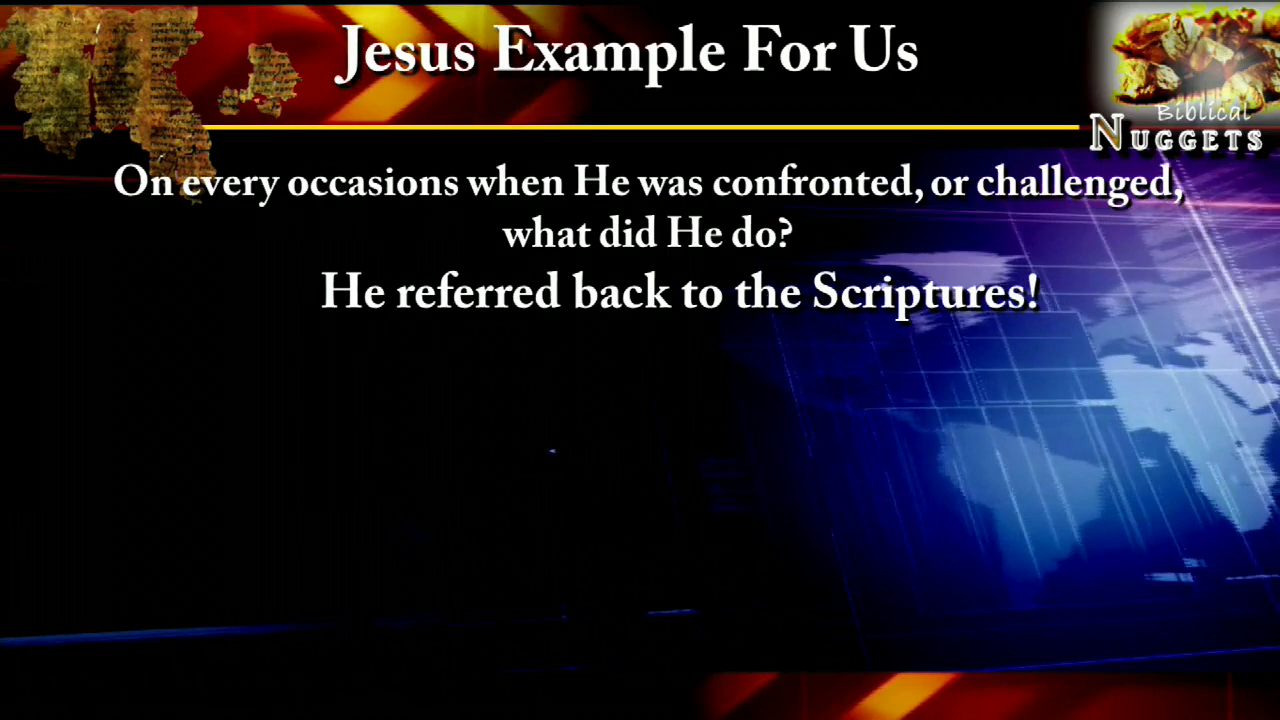 Jesus Example For Us
Biblical
NUGGETS
On every occasions when He was confronted, or challenged,
what did He do?
He referred back to the Scriptures!